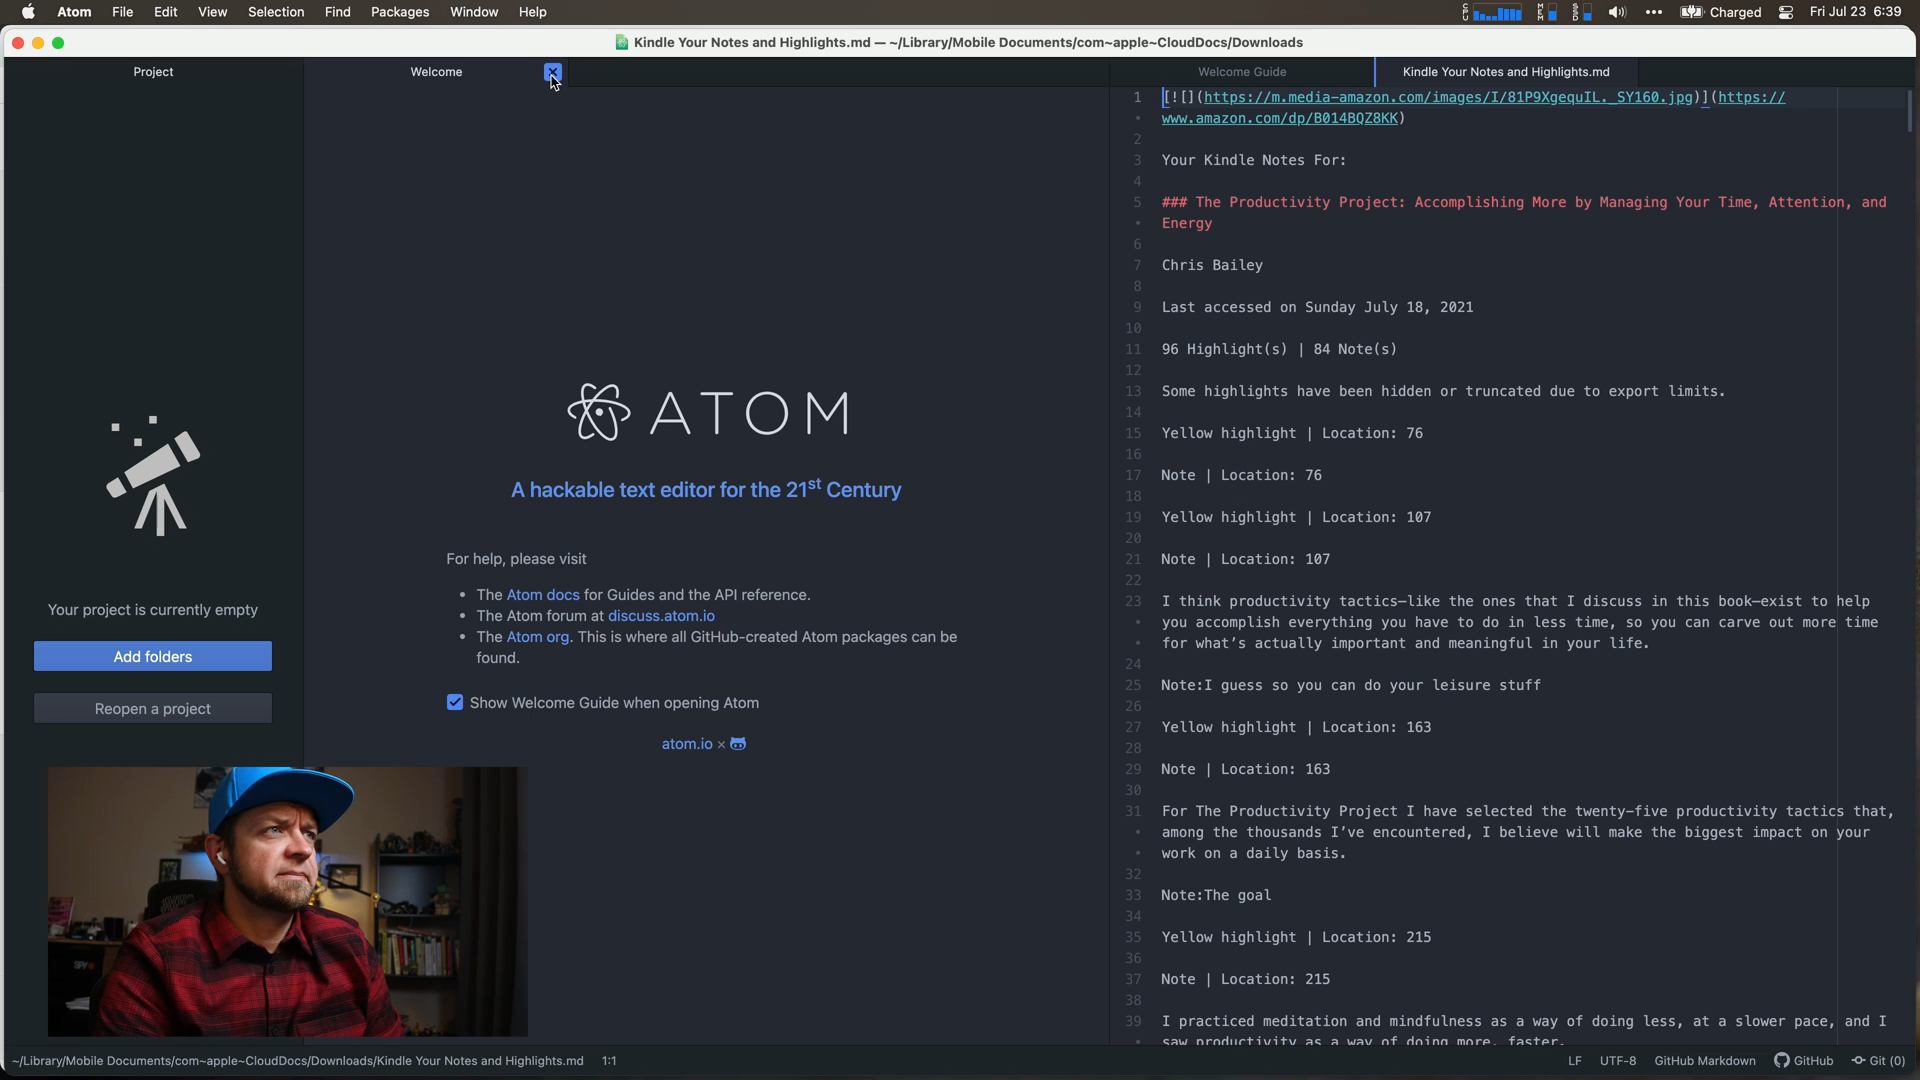 Atom File Edit View Selection Find Packages Window Help
CPU MEM SSD ••• Charged Fri Jul 23 6:39
Kindle Your Notes and Highlights.md — ~/Library/Mobile Documents/com~apple~CloudDocs/Downloads
Project
Welcome
Welcome Guide
Kindle Your Notes and Highlights.md
Your project is currently empty
Add folders
Reopen a project
ATOM
A hackable text editor for the 21st Century
For help, please visit
• The Atom docs for Guides and the API reference.
• The Atom forum at discuss.atom.io
• The Atom org. This is where all GitHub-created Atom packages can be
found.
Show Welcome Guide when opening Atom
atom.io ×
1 [![](https://m.media-amazon.com/images/I/81P9XgequIL._SY160.jpg)](https://
• www.amazon.com/dp/B014BQZ8KK)
2
3 Your Kindle Notes For:
4
5 ### The Productivity Project: Accomplishing More by Managing Your Time, Attention, and
• Energy
6
7 Chris Bailey
8
9 Last accessed on Sunday July 18, 2021
10
11 96 Highlight(s) | 84 Note(s)
12
13 Some highlights have been hidden or truncated due to export limits.
14
15 Yellow highlight | Location: 76
16
17 Note | Location: 76
18
19 Yellow highlight | Location: 107
20
21 Note | Location: 107
22
23 I think productivity tactics—like the ones that I discuss in this book—exist to help
• you accomplish everything you have to do in less time, so you can carve out more time
• for what’s actually important and meaningful in your life.
24
25 Note:I guess so you can do your leisure stuff
26
27 Yellow highlight | Location: 163
28
29 Note | Location: 163
30
31 For The Productivity Project I have selected the twenty-five productivity tactics that,
• among the thousands I’ve encountered, I believe will make the biggest impact on your
• work on a daily basis.
32
33 Note:The goal
34
35 Yellow highlight | Location: 215
36
37 Note | Location: 215
38
39 I practiced meditation and mindfulness as a way of doing less, at a slower pace, and I
• saw productivity as a way of doing more, faster.
~/Library/Mobile Documents/com~apple~CloudDocs/Downloads/Kindle Your Notes and Highlights.md 1:1
LF UTF-8 GitHub Markdown GitHub Git (0)